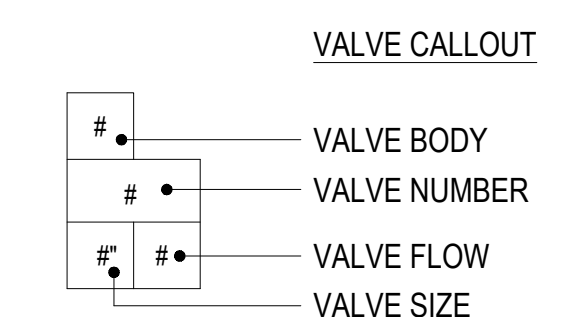 VALVE CALLOUT
#
VALVE BODY
#
VALVE NUMBER
#"
#
VALVE FLOW
VALVE SIZE